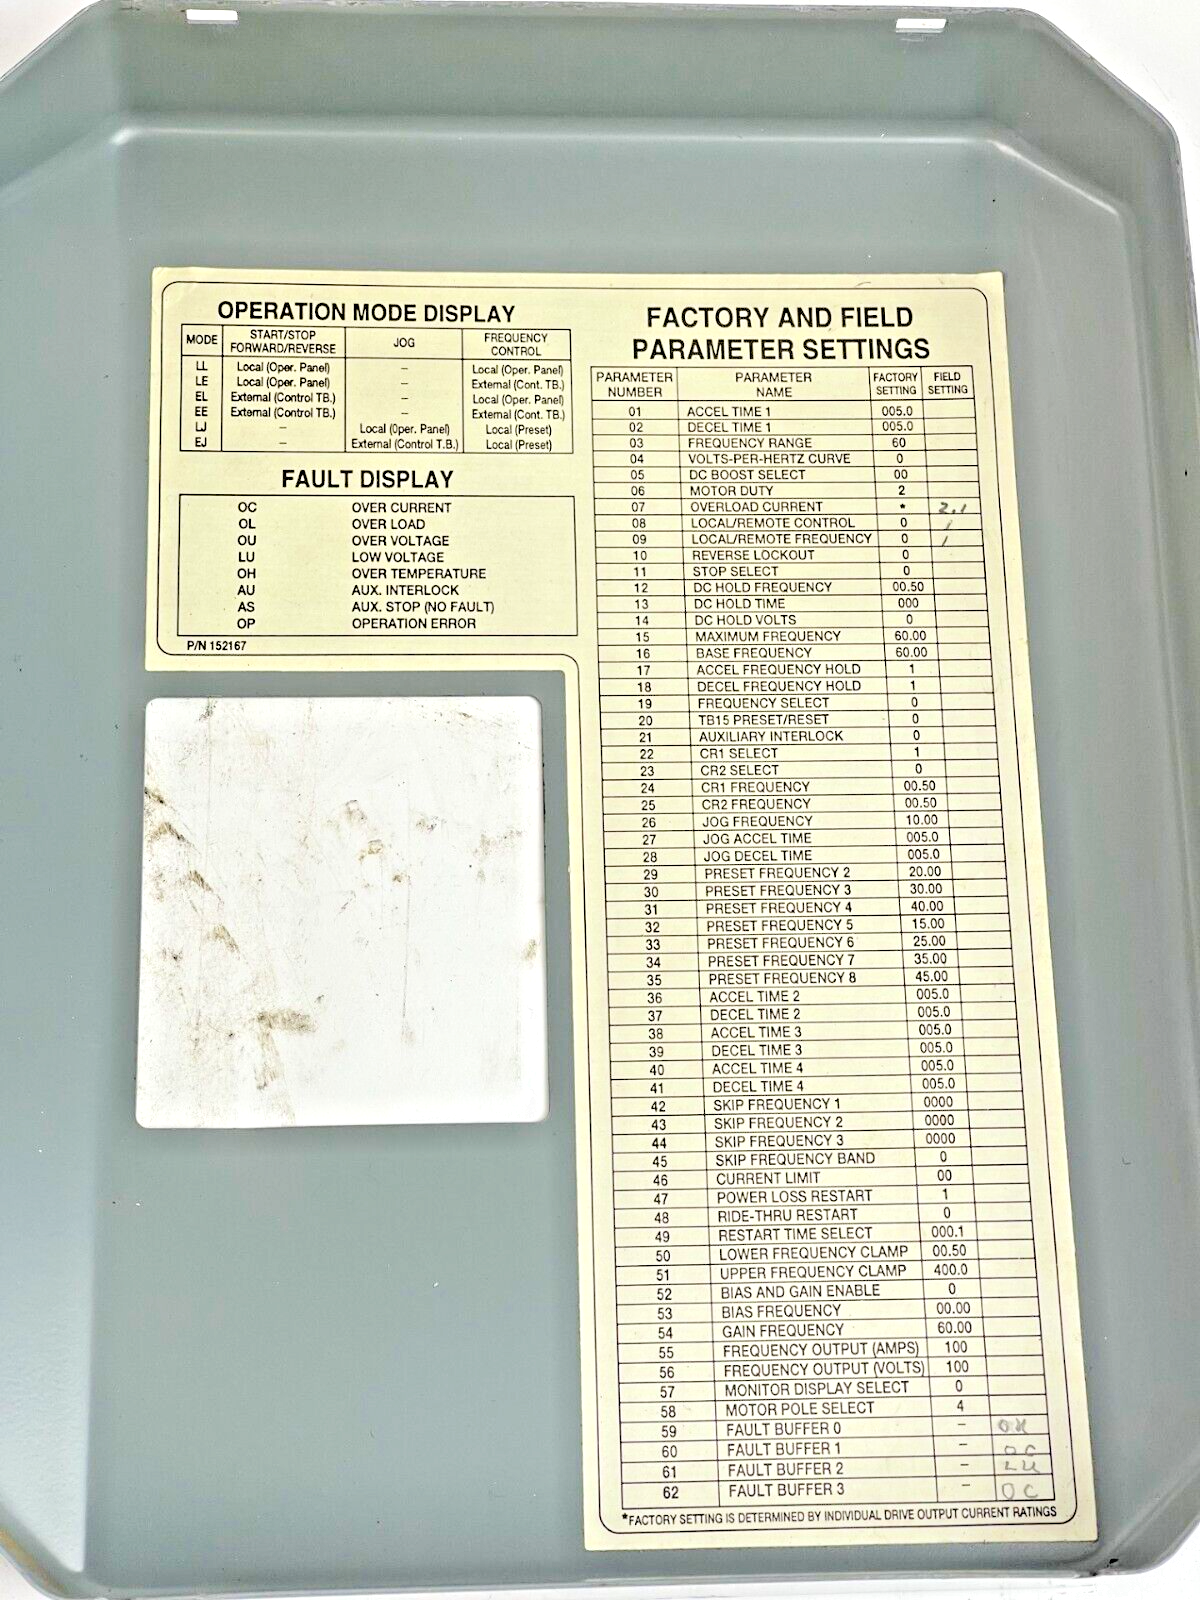 OPERATION MODE DISPLAY
MODE START/STOP FORWARD/REVERSE JOG FREQUENCY CONTROL
LL Local (Oper. Panel) – Local (Oper. Panel)
LE Local (Oper. Panel) – External (Cont. TB.)
EL External (Control TB.) – Local (Oper. Panel)
EE External (Control TB.) – External (Cont. TB.)
LJ – Local (Oper. Panel) Local (Preset)
EJ – External (Control T.B.) Local (Preset)
FAULT DISPLAY
OC OVER CURRENT
OL OVER LOAD
OU OVER VOLTAGE
LU LOW VOLTAGE
OH OVER TEMPERATURE
AU AUX. INTERLOCK
AS AUX. STOP (NO FAULT)
OP OPERATION ERROR
P/N 152167
FACTORY AND FIELD
PARAMETER SETTINGS
PARAMETER NUMBER PARAMETER NAME FACTORY SETTING FIELD SETTING
01 ACCEL TIME 1 005.0
02 DECEL TIME 1 005.0
03 FREQUENCY RANGE 60
04 VOLTS-PER-HERTZ CURVE 0
05 DC BOOST SELECT 00
06 MOTOR DUTY 2
07 OVERLOAD CURRENT * 2.1
08 LOCAL/REMOTE CONTROL 0 1
09 LOCAL/REMOTE FREQUENCY 0 1
10 REVERSE LOCKOUT 0
11 STOP SELECT 0
12 DC HOLD FREQUENCY 00.50
13 DC HOLD TIME 000
14 DC HOLD VOLTS 0
15 MAXIMUM FREQUENCY 60.00
16 BASE FREQUENCY 60.00
17 ACCEL FREQUENCY HOLD 1
18 DECEL FREQUENCY HOLD 1
19 FREQUENCY SELECT 0
20 TB15 PRESET/RESET 0
21 AUXILIARY INTERLOCK 0
22 CR1 SELECT 1
23 CR2 SELECT 0
24 CR1 FREQUENCY 00.50
25 CR2 FREQUENCY 00.50
26 JOG FREQUENCY 10.00
27 JOG ACCEL TIME 005.0
28 JOG DECEL TIME 005.0
29 PRESET FREQUENCY 2 20.00
30 PRESET FREQUENCY 3 30.00
31 PRESET FREQUENCY 4 40.00
32 PRESET FREQUENCY 5 15.00
33 PRESET FREQUENCY 6 25.00
34 PRESET FREQUENCY 7 35.00
35 PRESET FREQUENCY 8 45.00
36 ACCEL TIME 2 005.0
37 DECEL TIME 2 005.0
38 ACCEL TIME 3 005.0
39 DECEL TIME 3 005.0
40 ACCEL TIME 4 005.0
41 DECEL TIME 4 005.0
42 SKIP FREQUENCY 1 0000
43 SKIP FREQUENCY 2 0000
44 SKIP FREQUENCY 3 0000
45 SKIP FREQUENCY BAND 0
46 CURRENT LIMIT 00
47 POWER LOSS RESTART 1
48 RIDE-THRU RESTART 0
49 RESTART TIME SELECT 000.1
50 LOWER FREQUENCY CLAMP 00.50
51 UPPER FREQUENCY CLAMP 400.0
52 BIAS AND GAIN ENABLE 0
53 BIAS FREQUENCY 00.00
54 GAIN FREQUENCY 60.00
55 FREQUENCY OUTPUT (AMPS) 100
56 FREQUENCY OUTPUT (VOLTS) 100
57 MONITOR DISPLAY SELECT 0
58 MOTOR POLE SELECT 4
59 FAULT BUFFER 0 –
60 FAULT BUFFER 1 – OC
61 FAULT BUFFER 2 – LU
62 FAULT BUFFER 3 – OC
*FACTORY SETTING IS DETERMINED BY INDIVIDUAL DRIVE OUTPUT CURRENT RATINGS